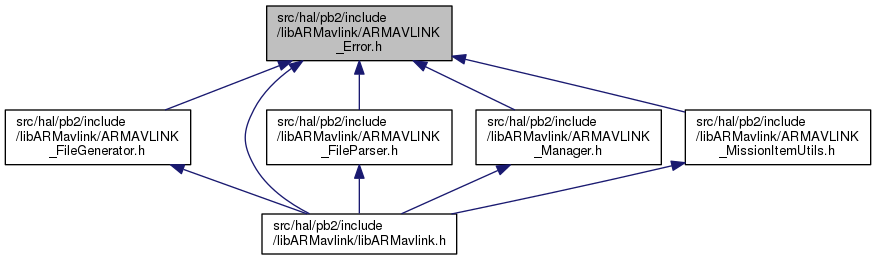 src/hal/pb2/include
/libARMavlink/ARMAVLINK
_Error.h
src/hal/pb2/include
/libARMavlink/ARMAVLINK
_FileGenerator.h
src/hal/pb2/include
/libARMavlink/ARMAVLINK
_FileParser.h
src/hal/pb2/include
/libARMavlink/ARMAVLINK
_Manager.h
src/hal/pb2/include
/libARMavlink/ARMAVLINK
_MissionItemUtils.h
src/hal/pb2/include
/libARMavlink/libARMavlink.h